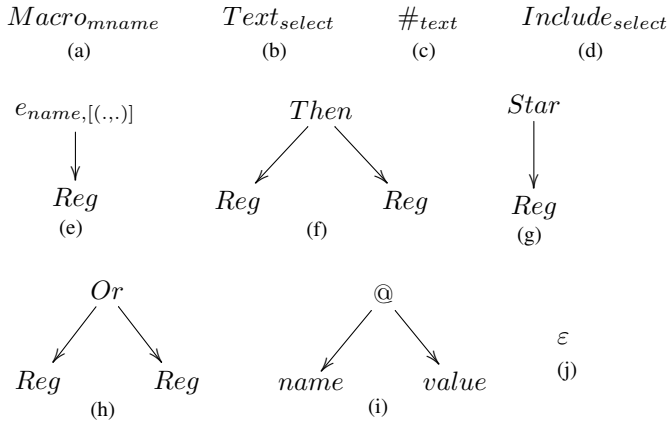 Macro_mname Text_select #_text Include_select
(a) (b) (c) (d)
e_name,[(.,.)] Then Star
Reg Reg Reg Reg
(e) (f) (g)
Or @ ε
Reg Reg name value (j)
(h) (i)